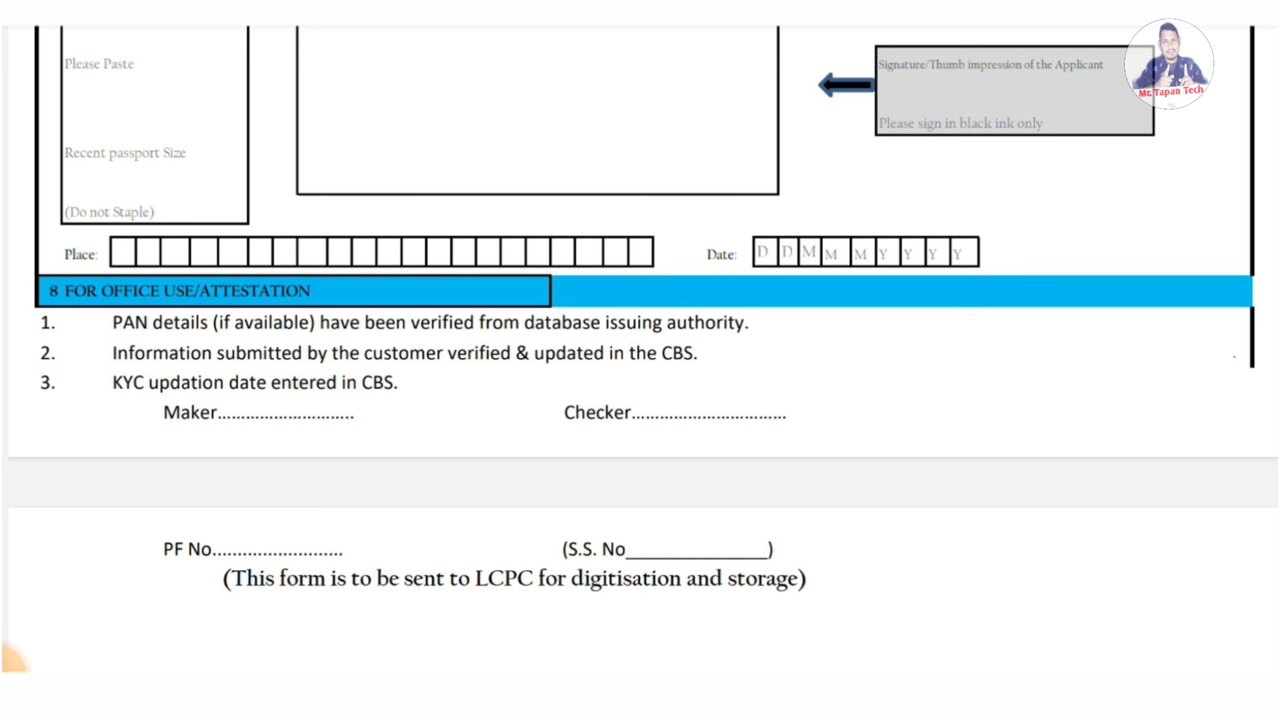 Please Paste
Signature/Thumb impression of the Applicant
Mr. Tapan Tech
Please sign in black ink only
Recent passport Size
(Do not Staple)
Place:
Date: D D M M M Y Y Y Y
8 FOR OFFICE USE/ATTESTATION
1. PAN details (if available) have been verified from database issuing authority.
2. Information submitted by the customer verified & updated in the CBS.
3. KYC updation date entered in CBS.
Maker........................... Checker..............................
PF No.......................... (S.S. No_______________)
(This form is to be sent to LCPC for digitisation and storage)